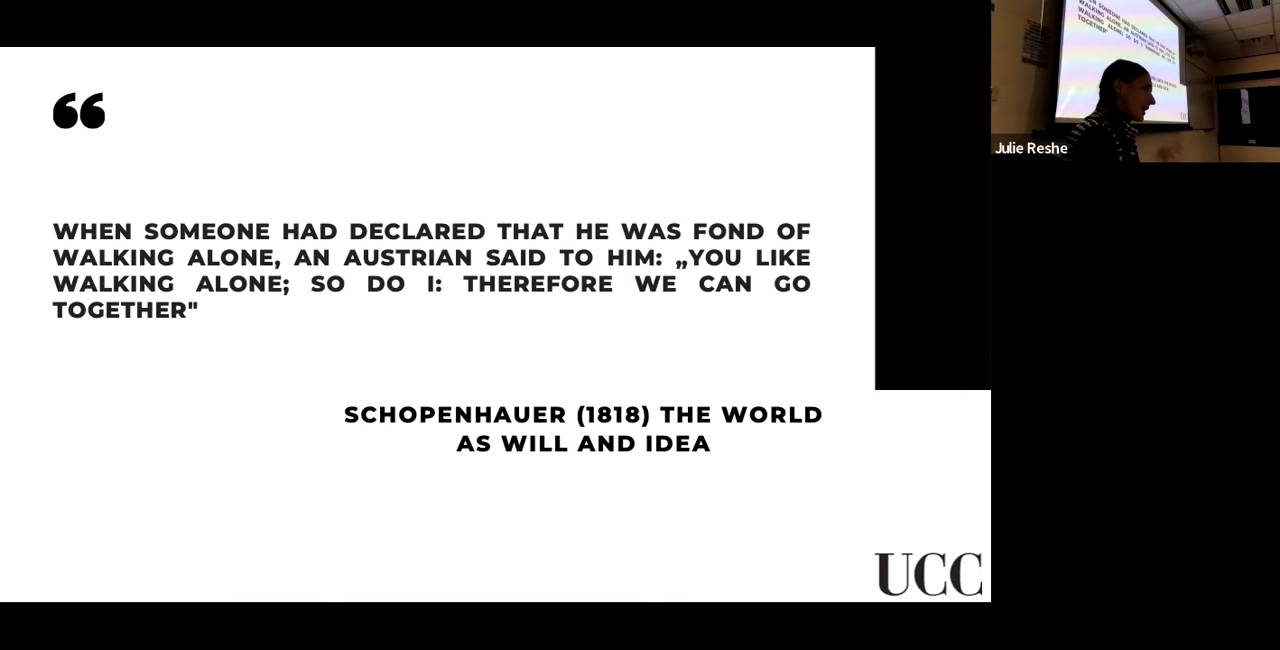 ❝
WHEN SOMEONE HAD DECLARED THAT HE WAS FOND OF
WALKING ALONE, AN AUSTRIAN SAID TO HIM: „YOU LIKE
WALKING ALONE; SO DO I: THEREFORE WE CAN GO
TOGETHER"
SCHOPENHAUER (1818) THE WORLD
AS WILL AND IDEA
UCC
Julie Reshe